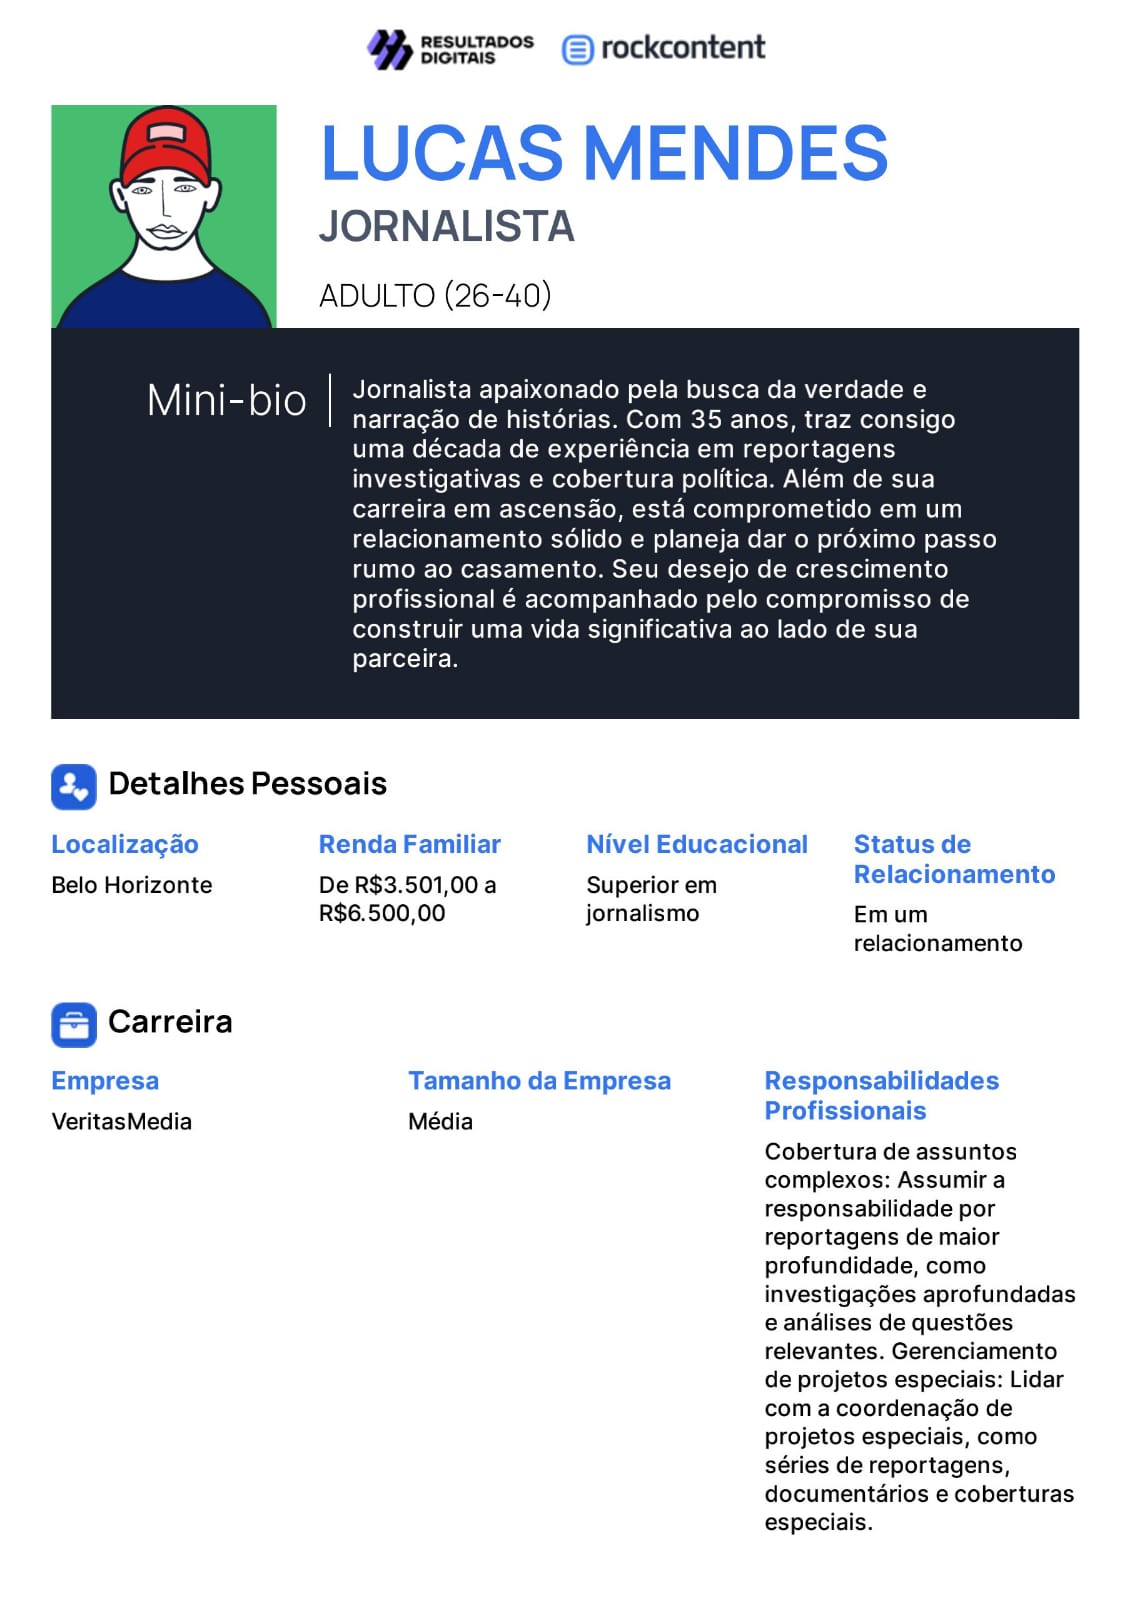 RESULTADOS
DIGITAIS
rockcontent
LUCAS MENDES
JORNALISTA
ADULTO (26-40)
Mini-bio
Jornalista apaixonado pela busca da verdade e
narração de histórias. Com 35 anos, traz consigo
uma década de experiência em reportagens
investigativas e cobertura política. Além de sua
carreira em ascensão, está comprometido em um
relacionamento sólido e planeja dar o próximo passo
rumo ao casamento. Seu desejo de crescimento
profissional é acompanhado pelo compromisso de
construir uma vida significativa ao lado de sua
parceira.
Detalhes Pessoais
Localização
Belo Horizonte
Renda Familiar
De R$3.501,00 a
R$6.500,00
Nível Educacional
Superior em
jornalismo
Status de
Relacionamento
Em um
relacionamento
Carreira
Empresa
VeritasMedia
Tamanho da Empresa
Média
Responsabilidades
Profissionais
Cobertura de assuntos
complexos: Assumir a
responsabilidade por
reportagens de maior
profundidade, como
investigações aprofundadas
e análises de questões
relevantes. Gerenciamento
de projetos especiais: Lidar
com a coordenação de
projetos especiais, como
séries de reportagens,
documentários e coberturas
especiais.